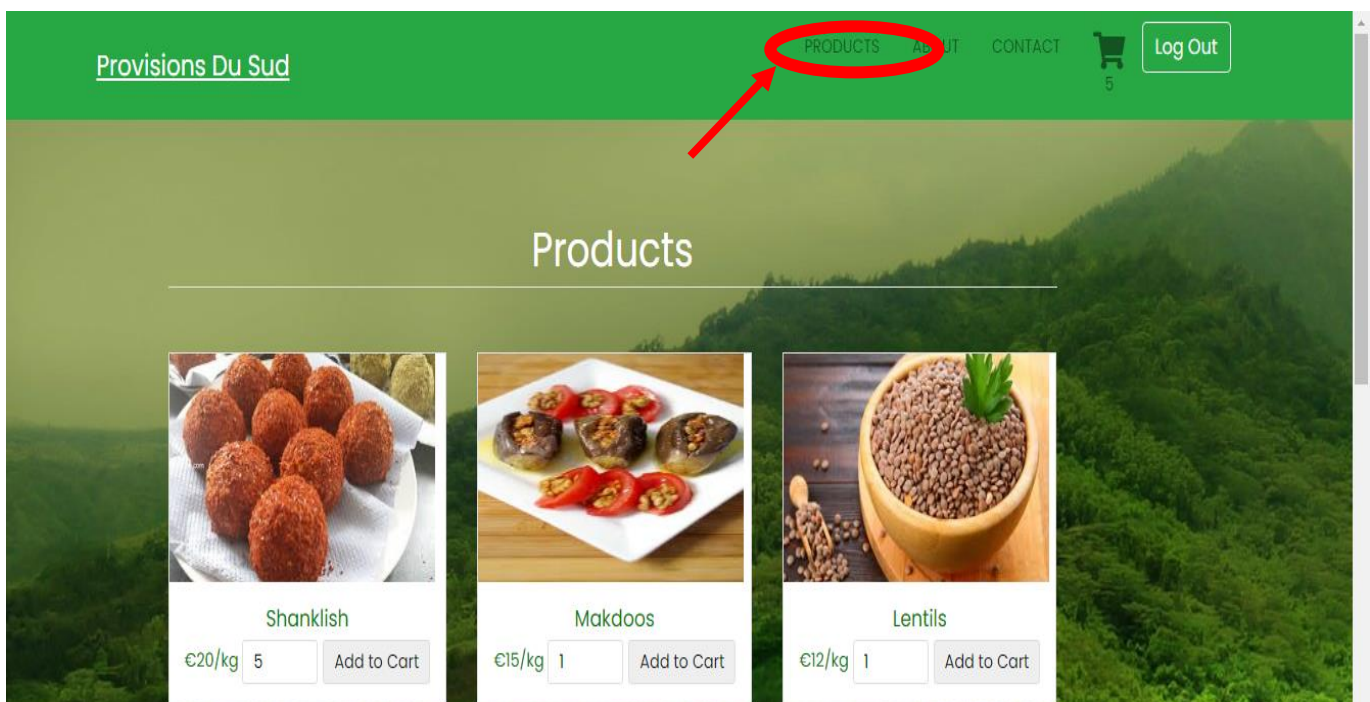 Provisions Du Sud
PRODUCTS ABOUT CONTACT
5
Log Out
Products
.com
Shanklish
€20/kg 5 Add to Cart
Makdoos
€15/kg 1 Add to Cart
Lentils
€12/kg 1 Add to Cart